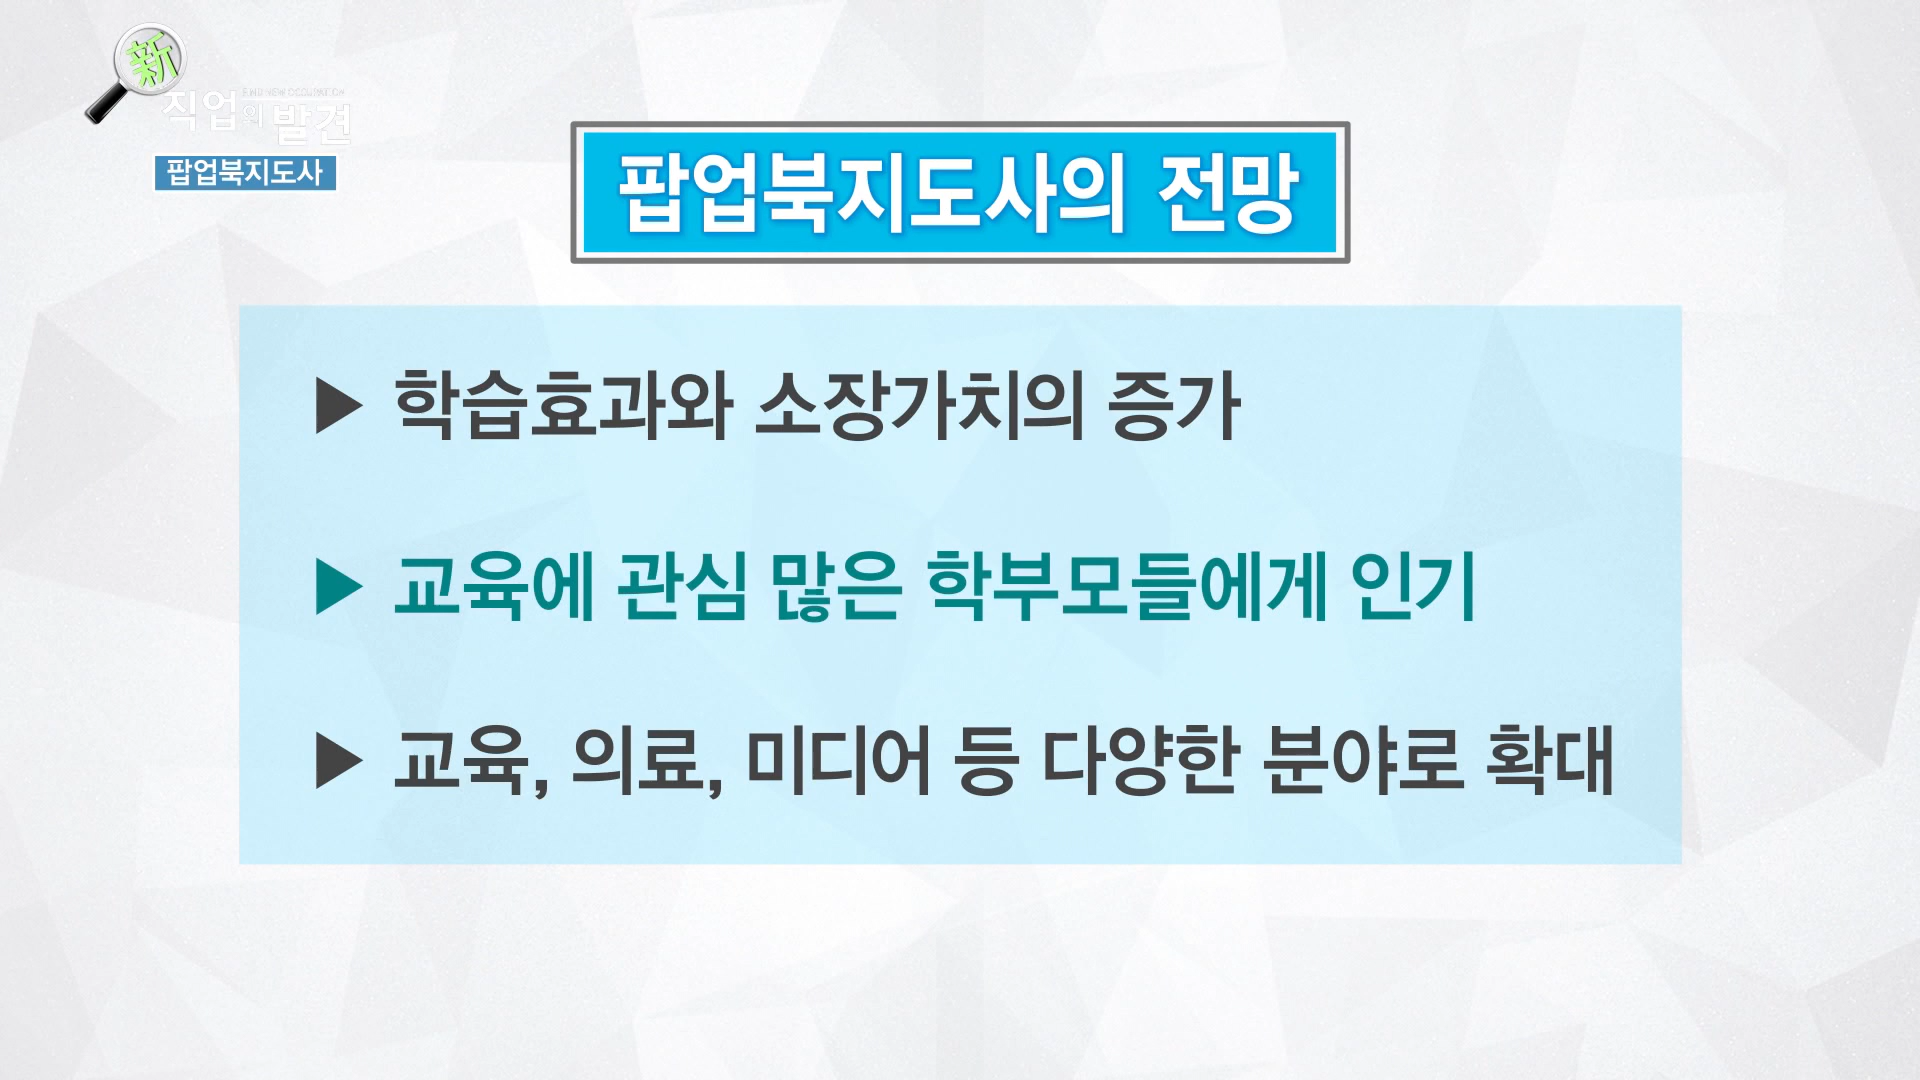 新
FIND NEW OCCUPATION
직업의 발견
팝업북지도사
팝업북지도사의 전망
▶ 학습효과와 소장가치의 증가
▶ 교육에 관심 많은 학부모들에게 인기
▶ 교육, 의료, 미디어 등 다양한 분야로 확대